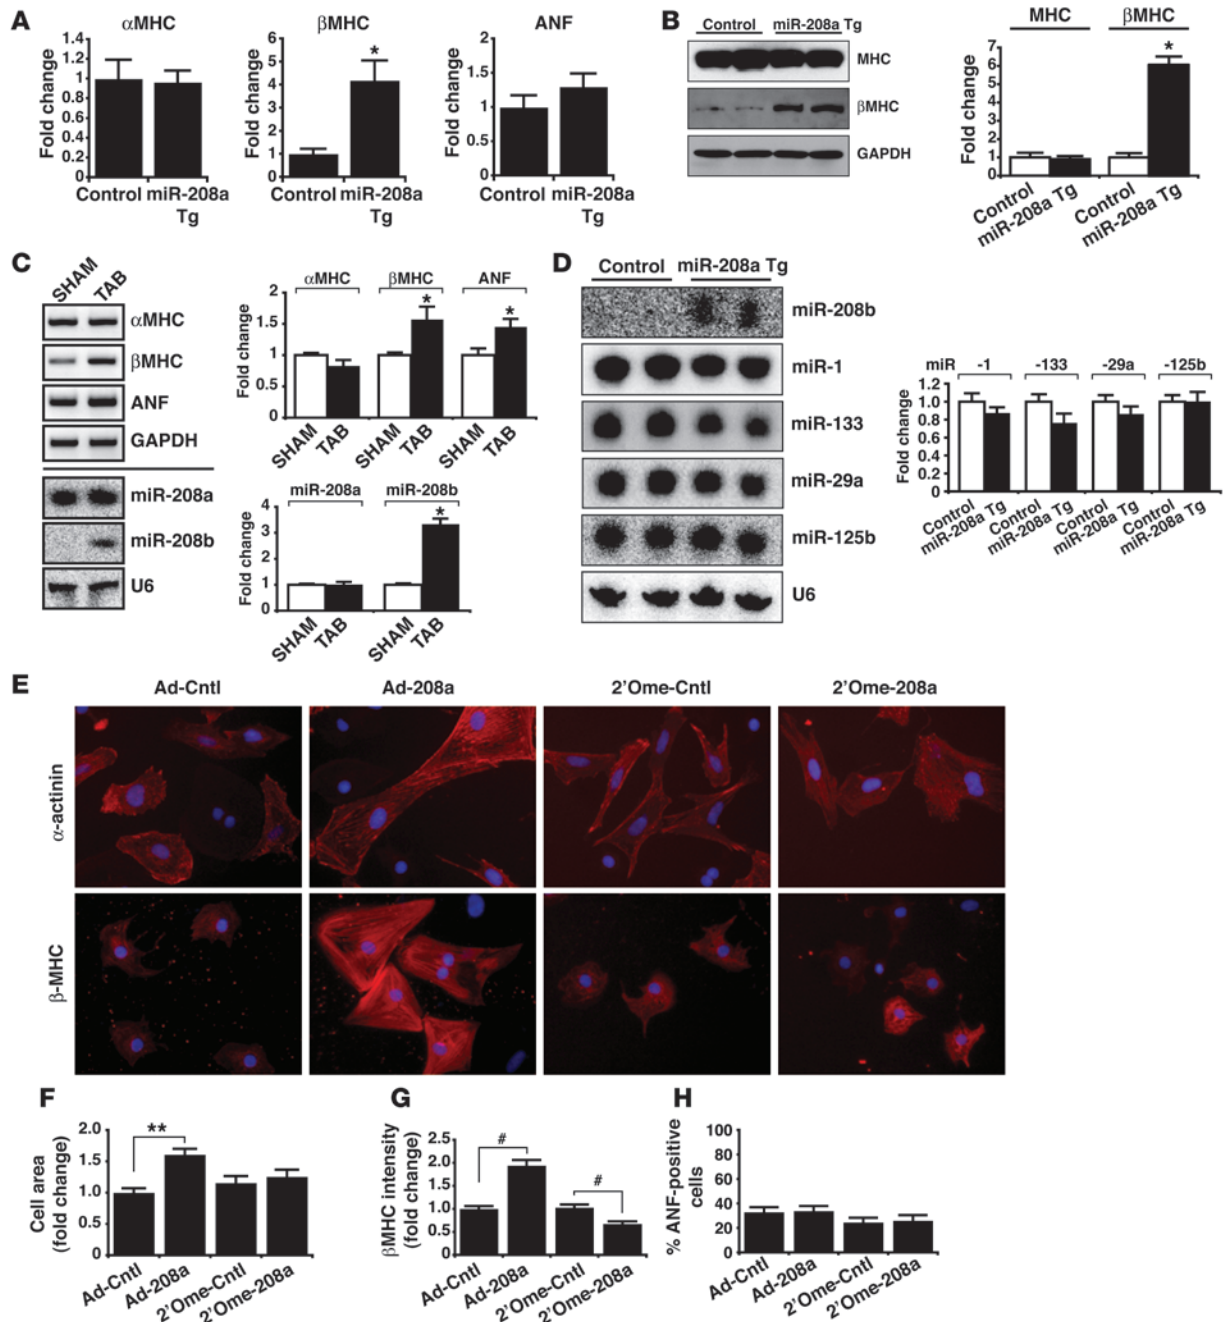 A
αMHC
Fold change
1.4
1.2
1
0.8
0.6
0.4
0.2
0
Control miR-208a
Tg
βMHC
Fold change
6
5
4
3
2
1
0
*
Control miR-208a
Tg
ANF
Fold change
2
1.5
1
0.5
0
Control miR-208a
Tg
B
Control miR-208a Tg
MHC
βMHC
GAPDH
MHC βMHC
Fold change
7
6
5
4
3
2
1
0
*
Control
miR-208a Tg
Control
miR-208a Tg
C
SHAM
TAB
αMHC
βMHC
ANF
GAPDH
miR-208a
miR-208b
U6
αMHC βMHC ANF
Fold change
2
1.5
1
0.5
0
* *
SHAM
TAB
SHAM
TAB
SHAM
TAB
miR-208a miR-208b
Fold change
4
3
2
1
0
*
SHAM
TAB
SHAM
TAB
D
Control miR-208a Tg
miR-208b
miR-1
miR-133
miR-29a
miR-125b
U6
miR -1 -133 -29a -125b
Fold change
1.2
1.0
0.8
0.6
0.4
0.2
0
Control
miR-208a Tg
Control
miR-208a Tg
Control
miR-208a Tg
Control
miR-208a Tg
E
Ad-Cntl Ad-208a 2’Ome-Cntl 2’Ome-208a
α-actinin
β-MHC
F
Cell area
(fold change)
2.0
1.5
1.0
0.5
0
**
Ad-Cntl
Ad-208a
2’Ome-Cntl
2’Ome-208a
G
βMHC intensity
(fold change)
2.5
2.0
1.5
1.0
0.5
0
#
#
Ad-Cntl
Ad-208a
2’Ome-Cntl
2’Ome-208a
H
% ANF-positive
cells
100
80
60
40
20
0
Ad-Cntl
Ad-208a
2’Ome-Cntl
2’Ome-208a